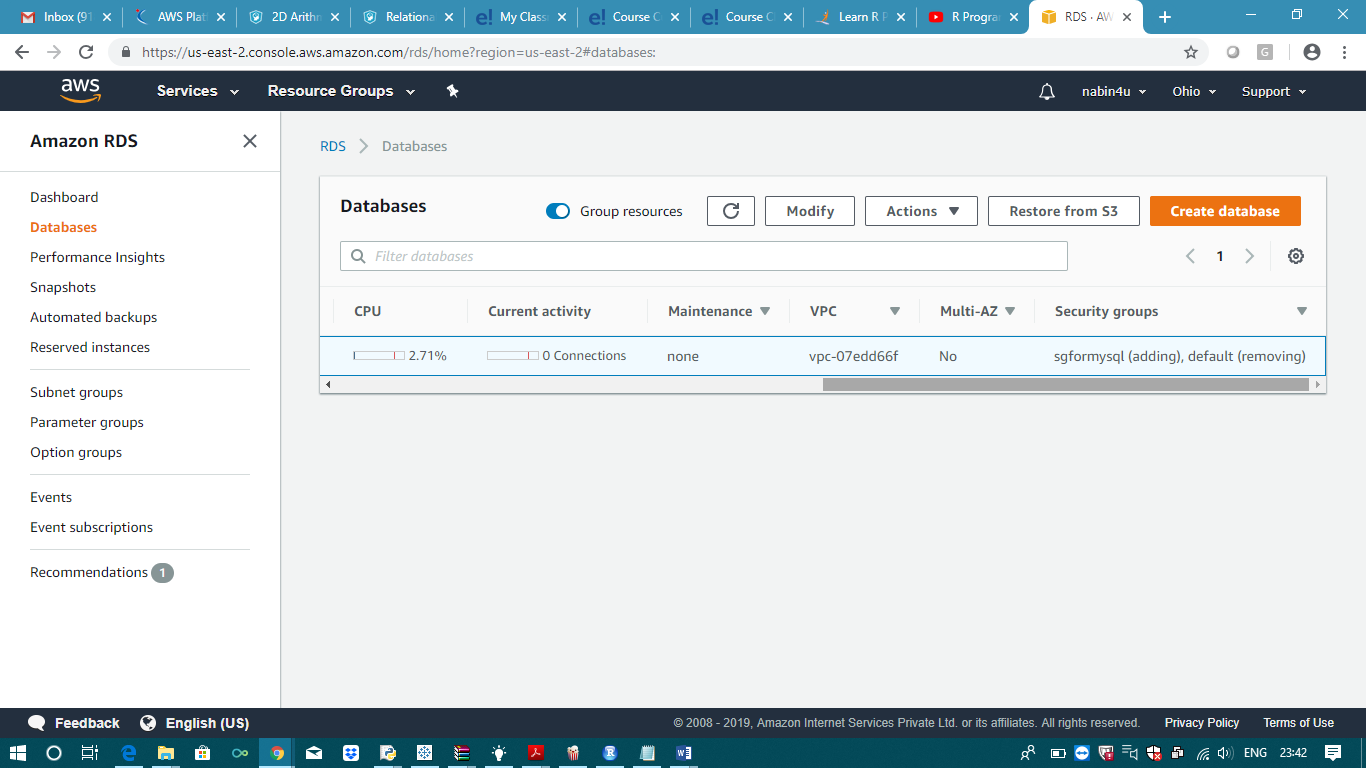 Inbox (91 AWS Plat 2D Arithm Relationa My Class Course C Course C Learn R P R Progra RDS · AW
https://us-east-2.console.aws.amazon.com/rds/home?region=us-east-2#databases:
G
aws Services Resource Groups nabin4u Ohio Support
Amazon RDS
Dashboard
Databases
Performance Insights
Snapshots
Automated backups
Reserved instances
Subnet groups
Parameter groups
Option groups
Events
Event subscriptions
Recommendations 1
RDS Databases
Databases Group resources Modify Actions Restore from S3 Create database
Filter databases 1
CPU Current activity Maintenance VPC Multi-AZ Security groups
2.71% 0 Connections none vpc-07edd66f No sgformysql (adding), default (removing)
Feedback English (US) © 2008 - 2019, Amazon Internet Services Private Ltd. or its affiliates. All rights reserved. Privacy Policy Terms of Use
ENG 23:42